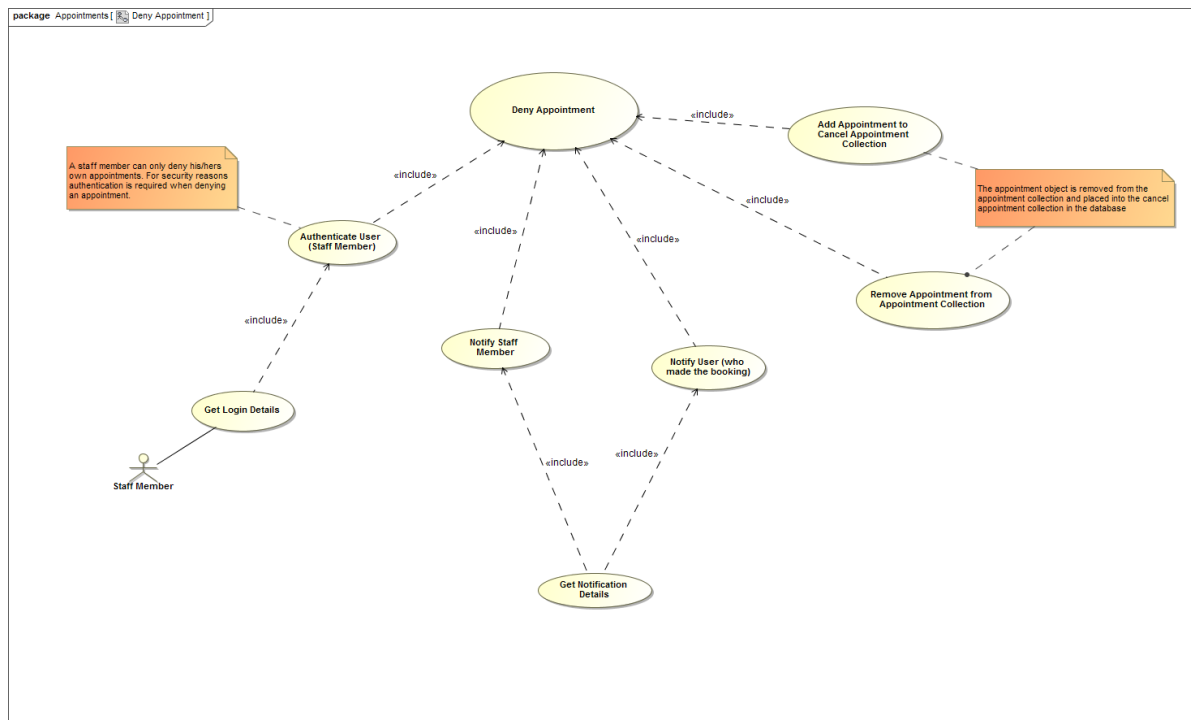 package Appointments [ Deny Appointment ]
Deny Appointment
«include»
Add Appointment to
Cancel Appointment
Collection
A staff member can only deny his/hers
own appointments. For security reasons
authentication is required when denying
an appointment.
«include»
The appointment object is removed from the
appointment collection and placed into the cancel
appointment collection in the database
«include»
«include»
«include»
Authenticate User
(Staff Member)
Remove Appointment from
Appointment Collection
«include»
Notify Staff
Member
Notify User (who
made the booking)
Get Login Details
«include»
«include»
Staff Member
Get Notification
Details